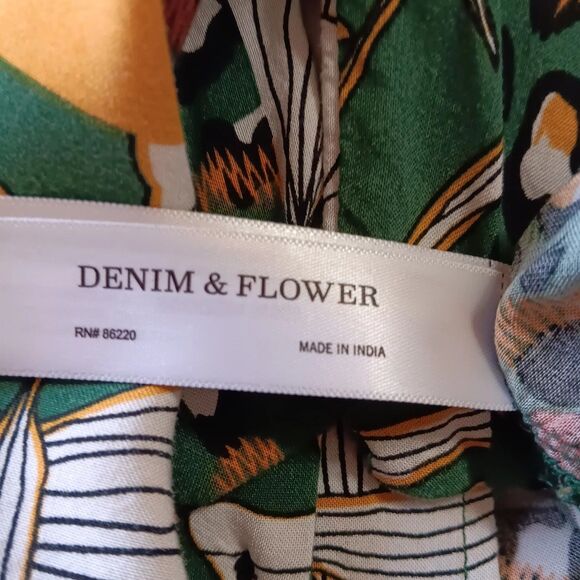 DENIM & FLOWER
RN# 86220
MADE IN INDIA